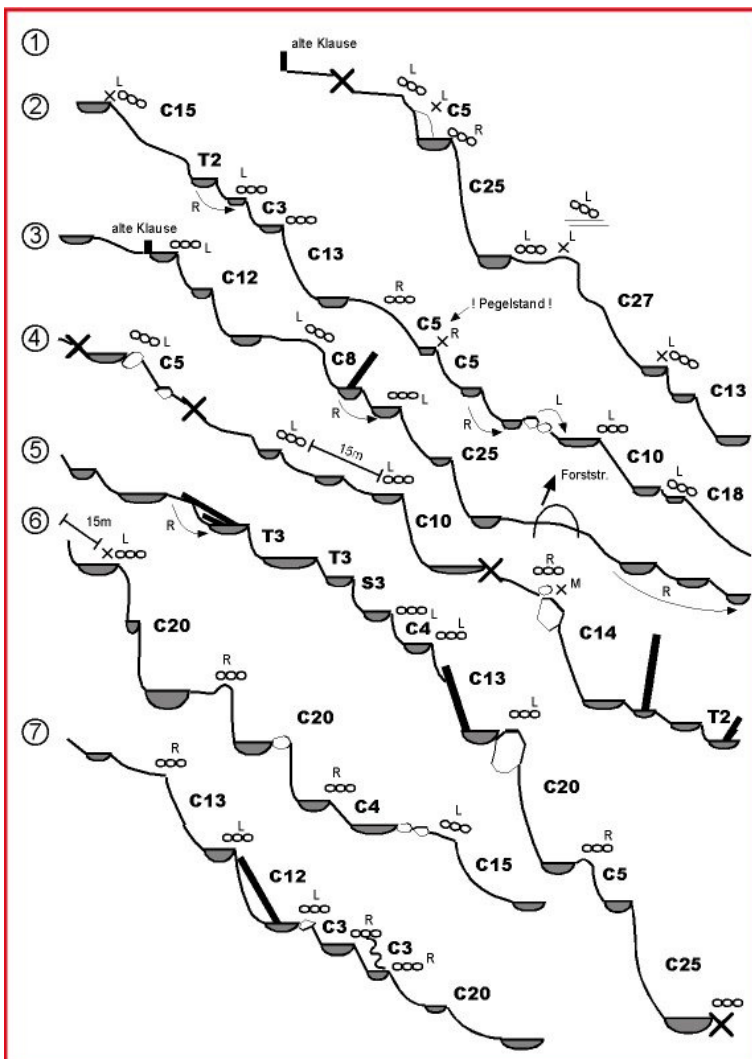 ①
alte Klause
L
L
C5
R
C25
L
L
L
C27
L
C13
②
L
C15
T2
R
L
C3
C13
R
C5
! Pegelstand !
R
C5
R
L
L
C10
L
C18
③
alte Klause
L
C12
L
C8
R
L
C25
Forststr.
R
④
L
C5
L
15m
L
C10
R
M
C14
T2
⑤
R
T3
T3
S3
L
C4
L
C13
L
C20
R
C5
C25
⑥
15m
L
C20
R
C20
R
C4
L
C15
⑦
R
C13
L
C12
L
C3
R
C3
R
C20